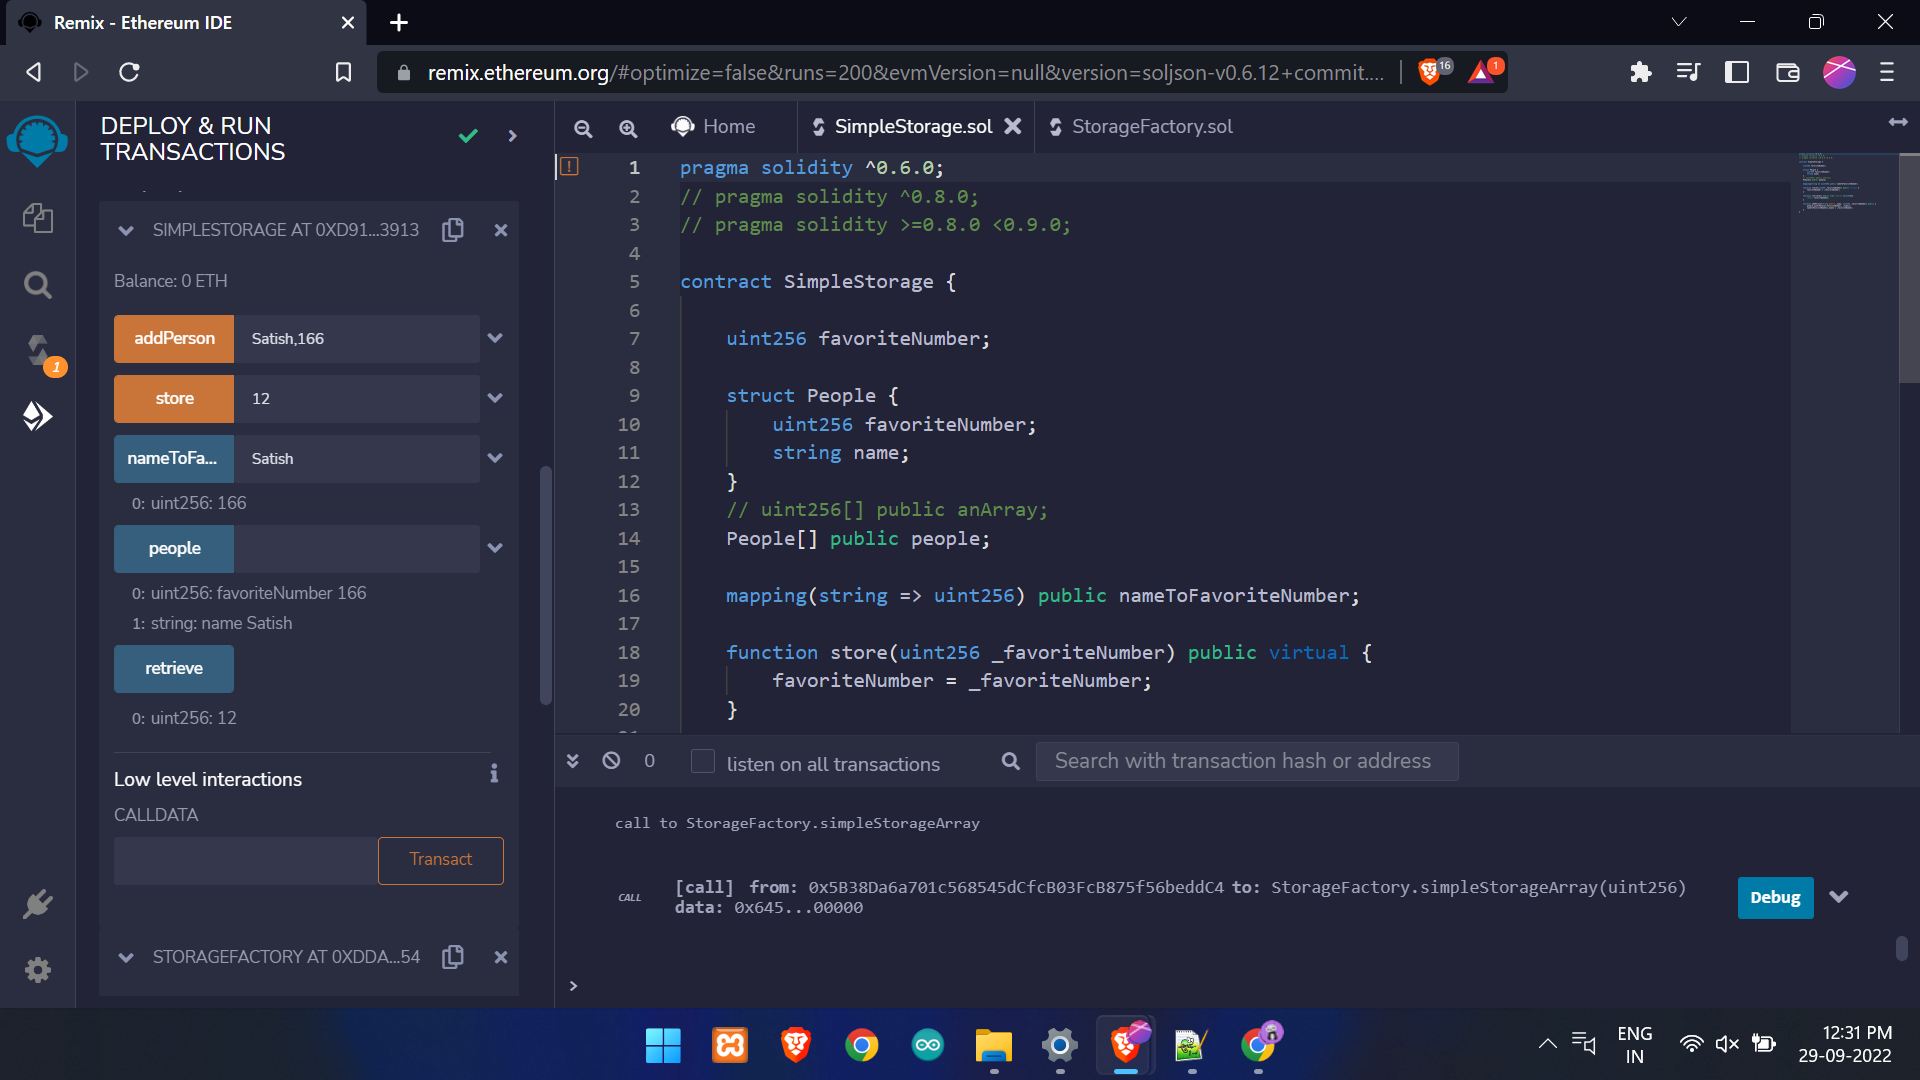 Remix - Ethereum IDE
remix.ethereum.org/#optimize=false&runs=200&evmVersion=null&version=soljson-v0.6.12+commit....
16
1
DEPLOY & RUN
TRANSACTIONS
SIMPLESTORAGE AT 0XD91...3913
Balance: 0 ETH
addPerson Satish,166
store 12
nameToFa... Satish
0: uint256: 166
people
0: uint256: favoriteNumber 166
1: string: name Satish
retrieve
0: uint256: 12
Low level interactions
CALLDATA
Transact
STORAGEFACTORY AT 0XDDA...54
1
Home SimpleStorage.sol StorageFactory.sol
1 pragma solidity ^0.6.0;
2 // pragma solidity ^0.8.0;
3 // pragma solidity >=0.8.0 <0.9.0;
4
5 contract SimpleStorage {
6
7 uint256 favoriteNumber;
8
9 struct People {
10 uint256 favoriteNumber;
11 string name;
12 }
13 // uint256[] public anArray;
14 People[] public people;
15
16 mapping(string => uint256) public nameToFavoriteNumber;
17
18 function store(uint256 _favoriteNumber) public virtual {
19 favoriteNumber = _favoriteNumber;
20 }
0 listen on all transactions Search with transaction hash or address
call to StorageFactory.simpleStorageArray
CALL [call] from: 0x5B38Da6a701c568545dCfcB03FcB875f56beddC4 to: StorageFactory.simpleStorageArray(uint256)
data: 0x645...00000
Debug
>
ENG
IN
12:31 PM
29-09-2022